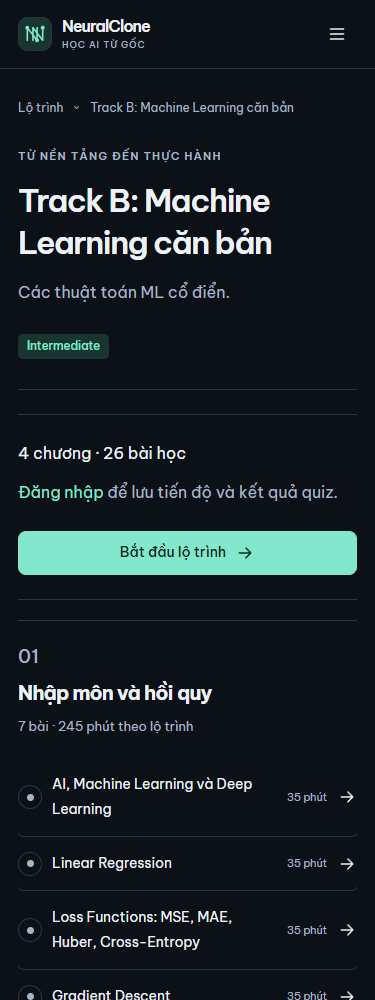 NeuralClone
HỌC AI TỪ GỐC
Lộ trình
Track B: Machine Learning căn bản
TỪ NỀN TẢNG ĐẾN THỰC HÀNH
Track B: Machine
Learning căn bản
Các thuật toán ML cổ điển.
Intermediate
4 chương · 26 bài học
Đăng nhập để lưu tiến độ và kết quả quiz.
Bắt đầu lộ trình
01
Nhập môn và hồi quy
7 bài · 245 phút theo lộ trình
AI, Machine Learning và Deep
Learning
35 phút
Linear Regression
35 phút
Loss Functions: MSE, MAE,
Huber, Cross-Entropy
35 phút
Gradient Descent
35 phút